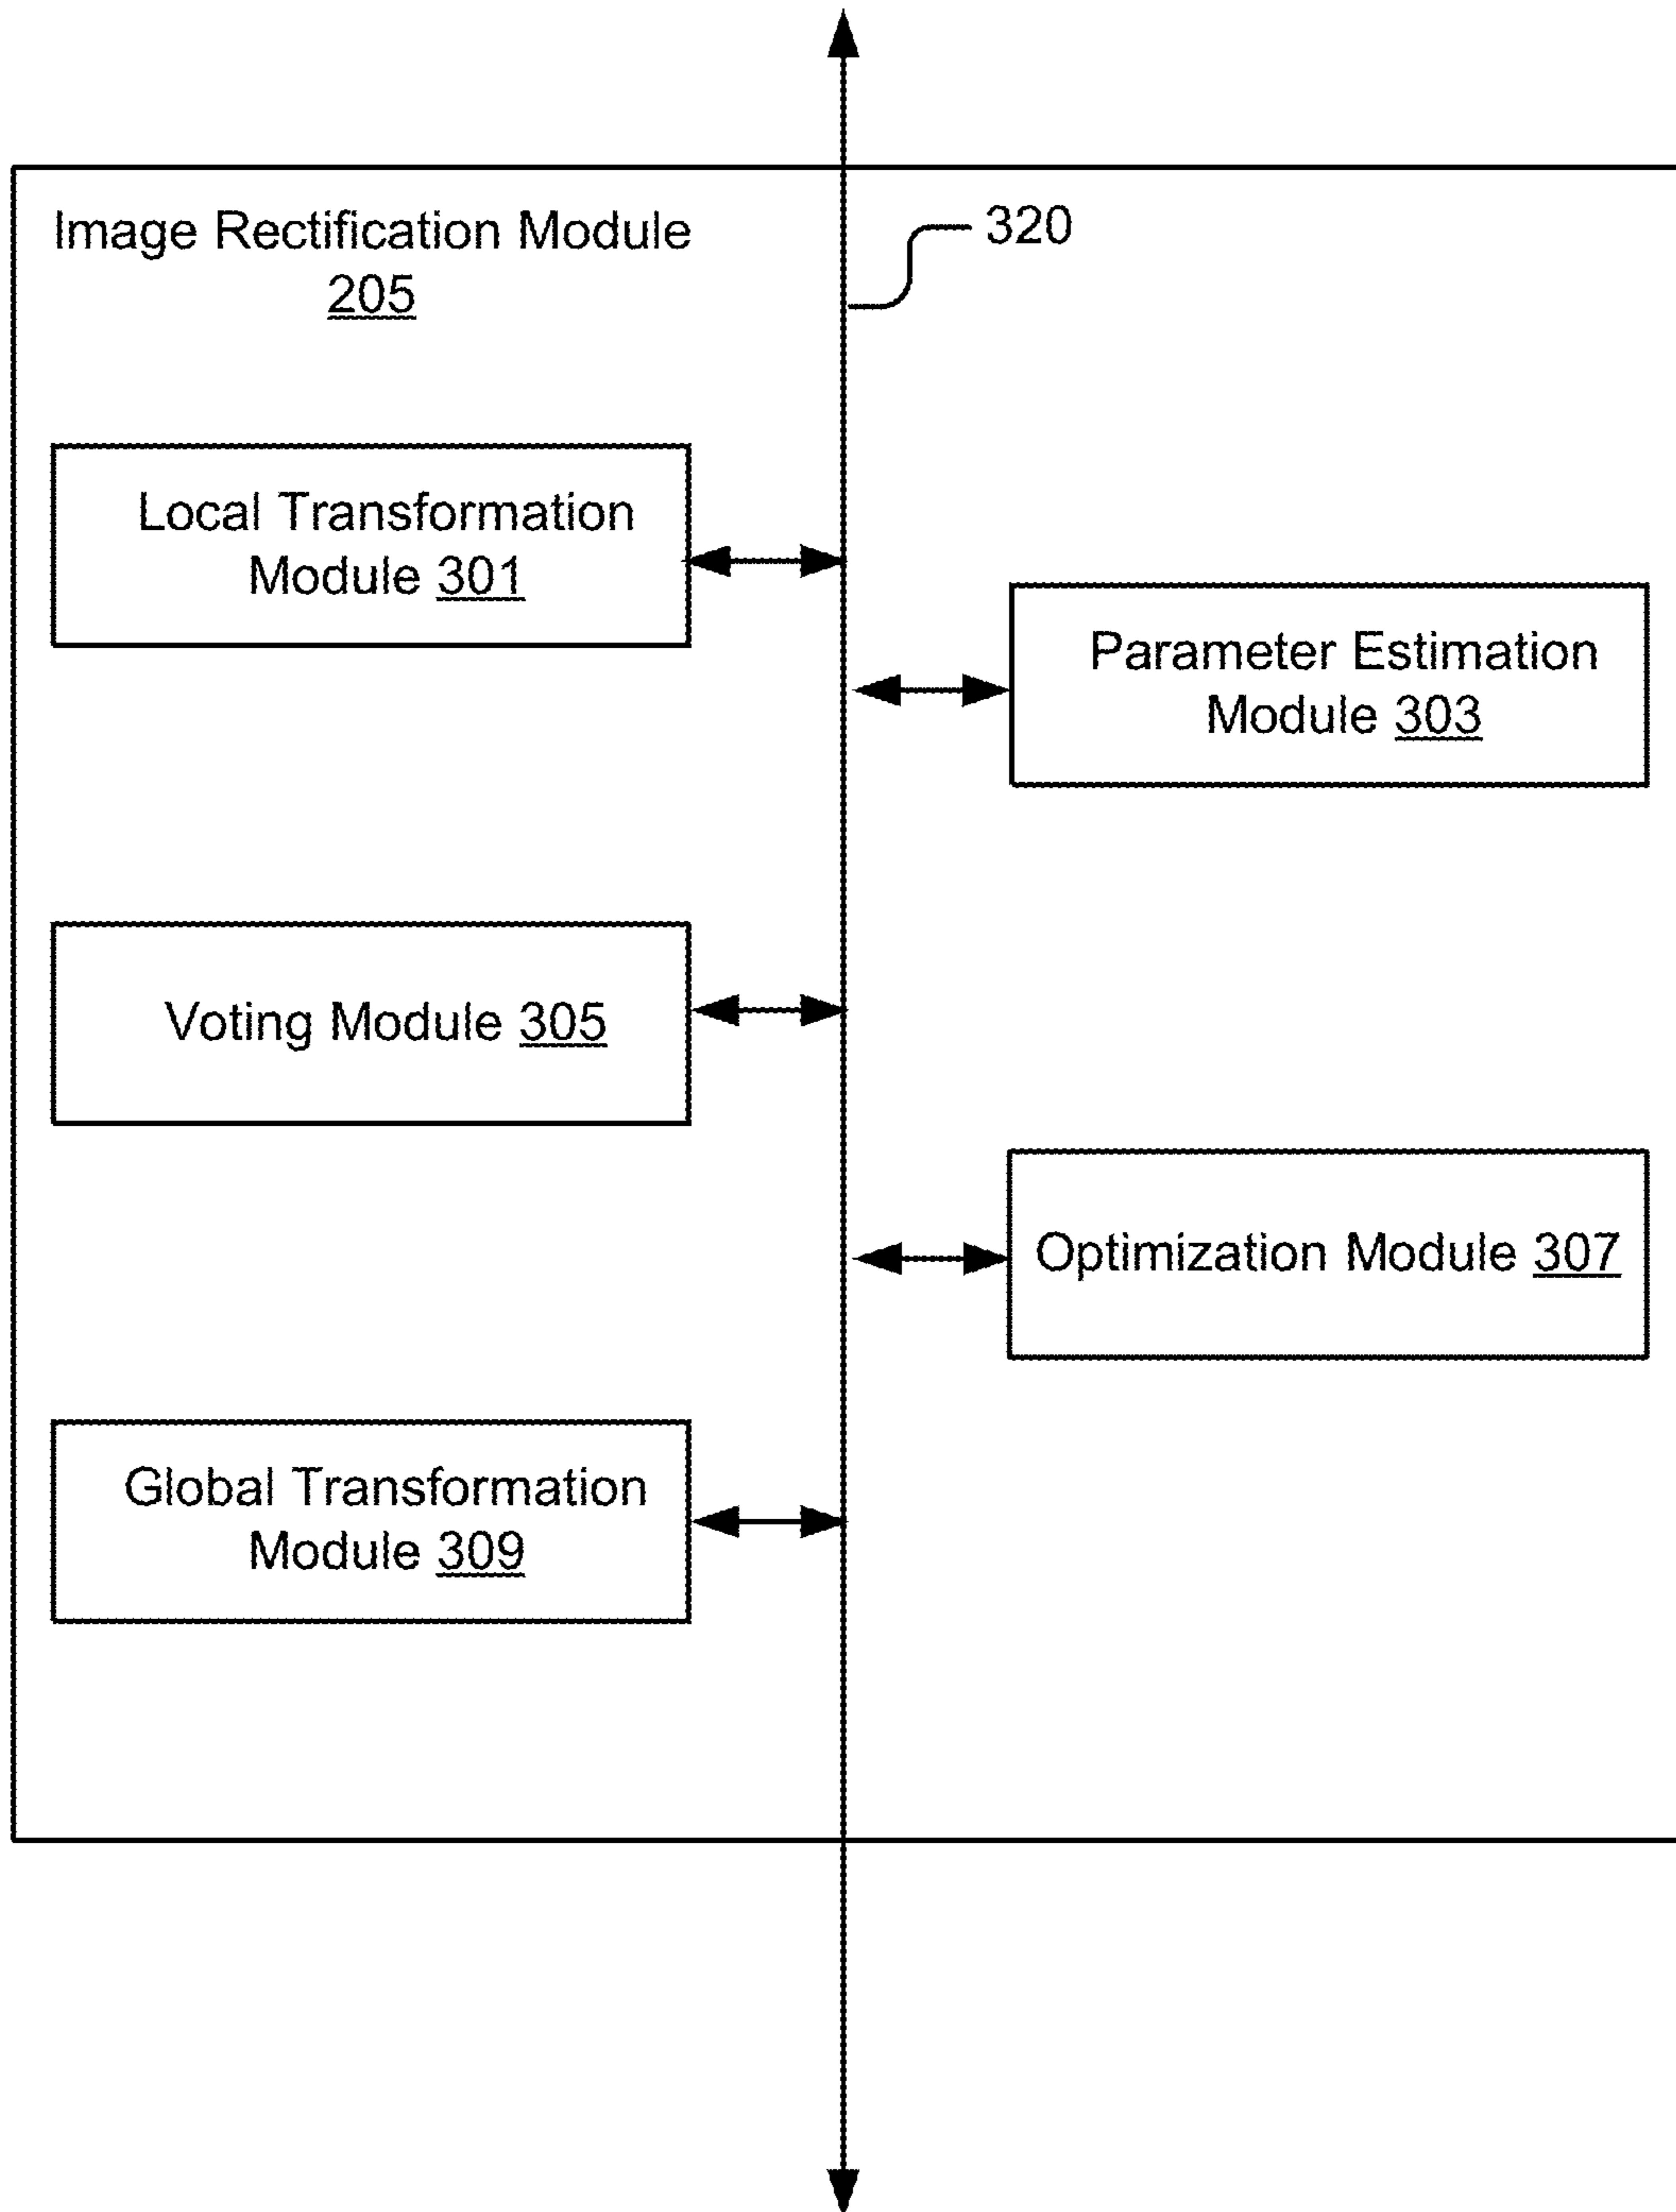 Image Rectification Module
205
320
Local Transformation
Module 301
Parameter Estimation
Module 303
Voting Module 305
Optimization Module 307
Global Transformation
Module 309